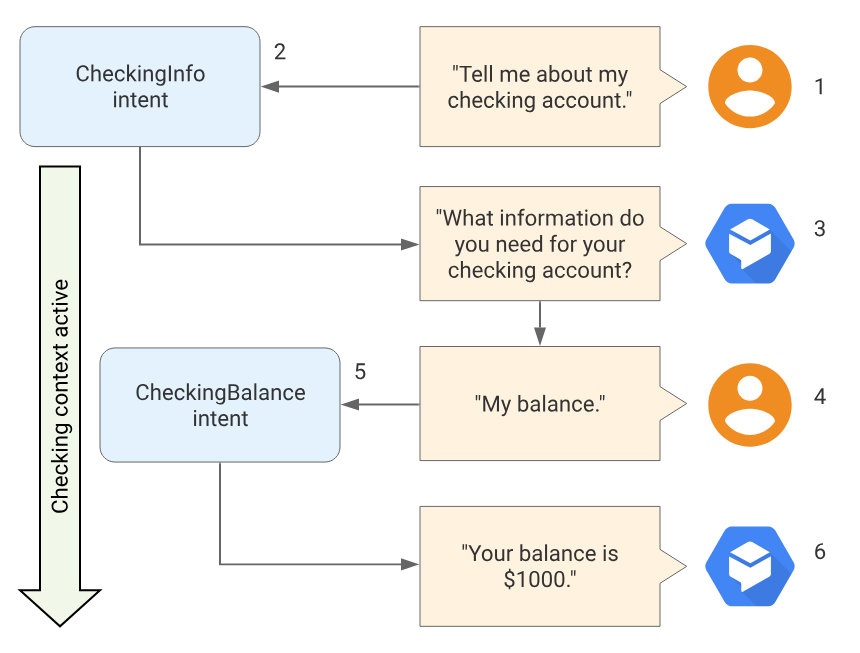 CheckingInfo
intent
2
"Tell me about my
checking account."
1
"What information do
you need for your
checking account?
3
Checking context active
CheckingBalance
intent
5
"My balance."
4
"Your balance is
$1000."
6